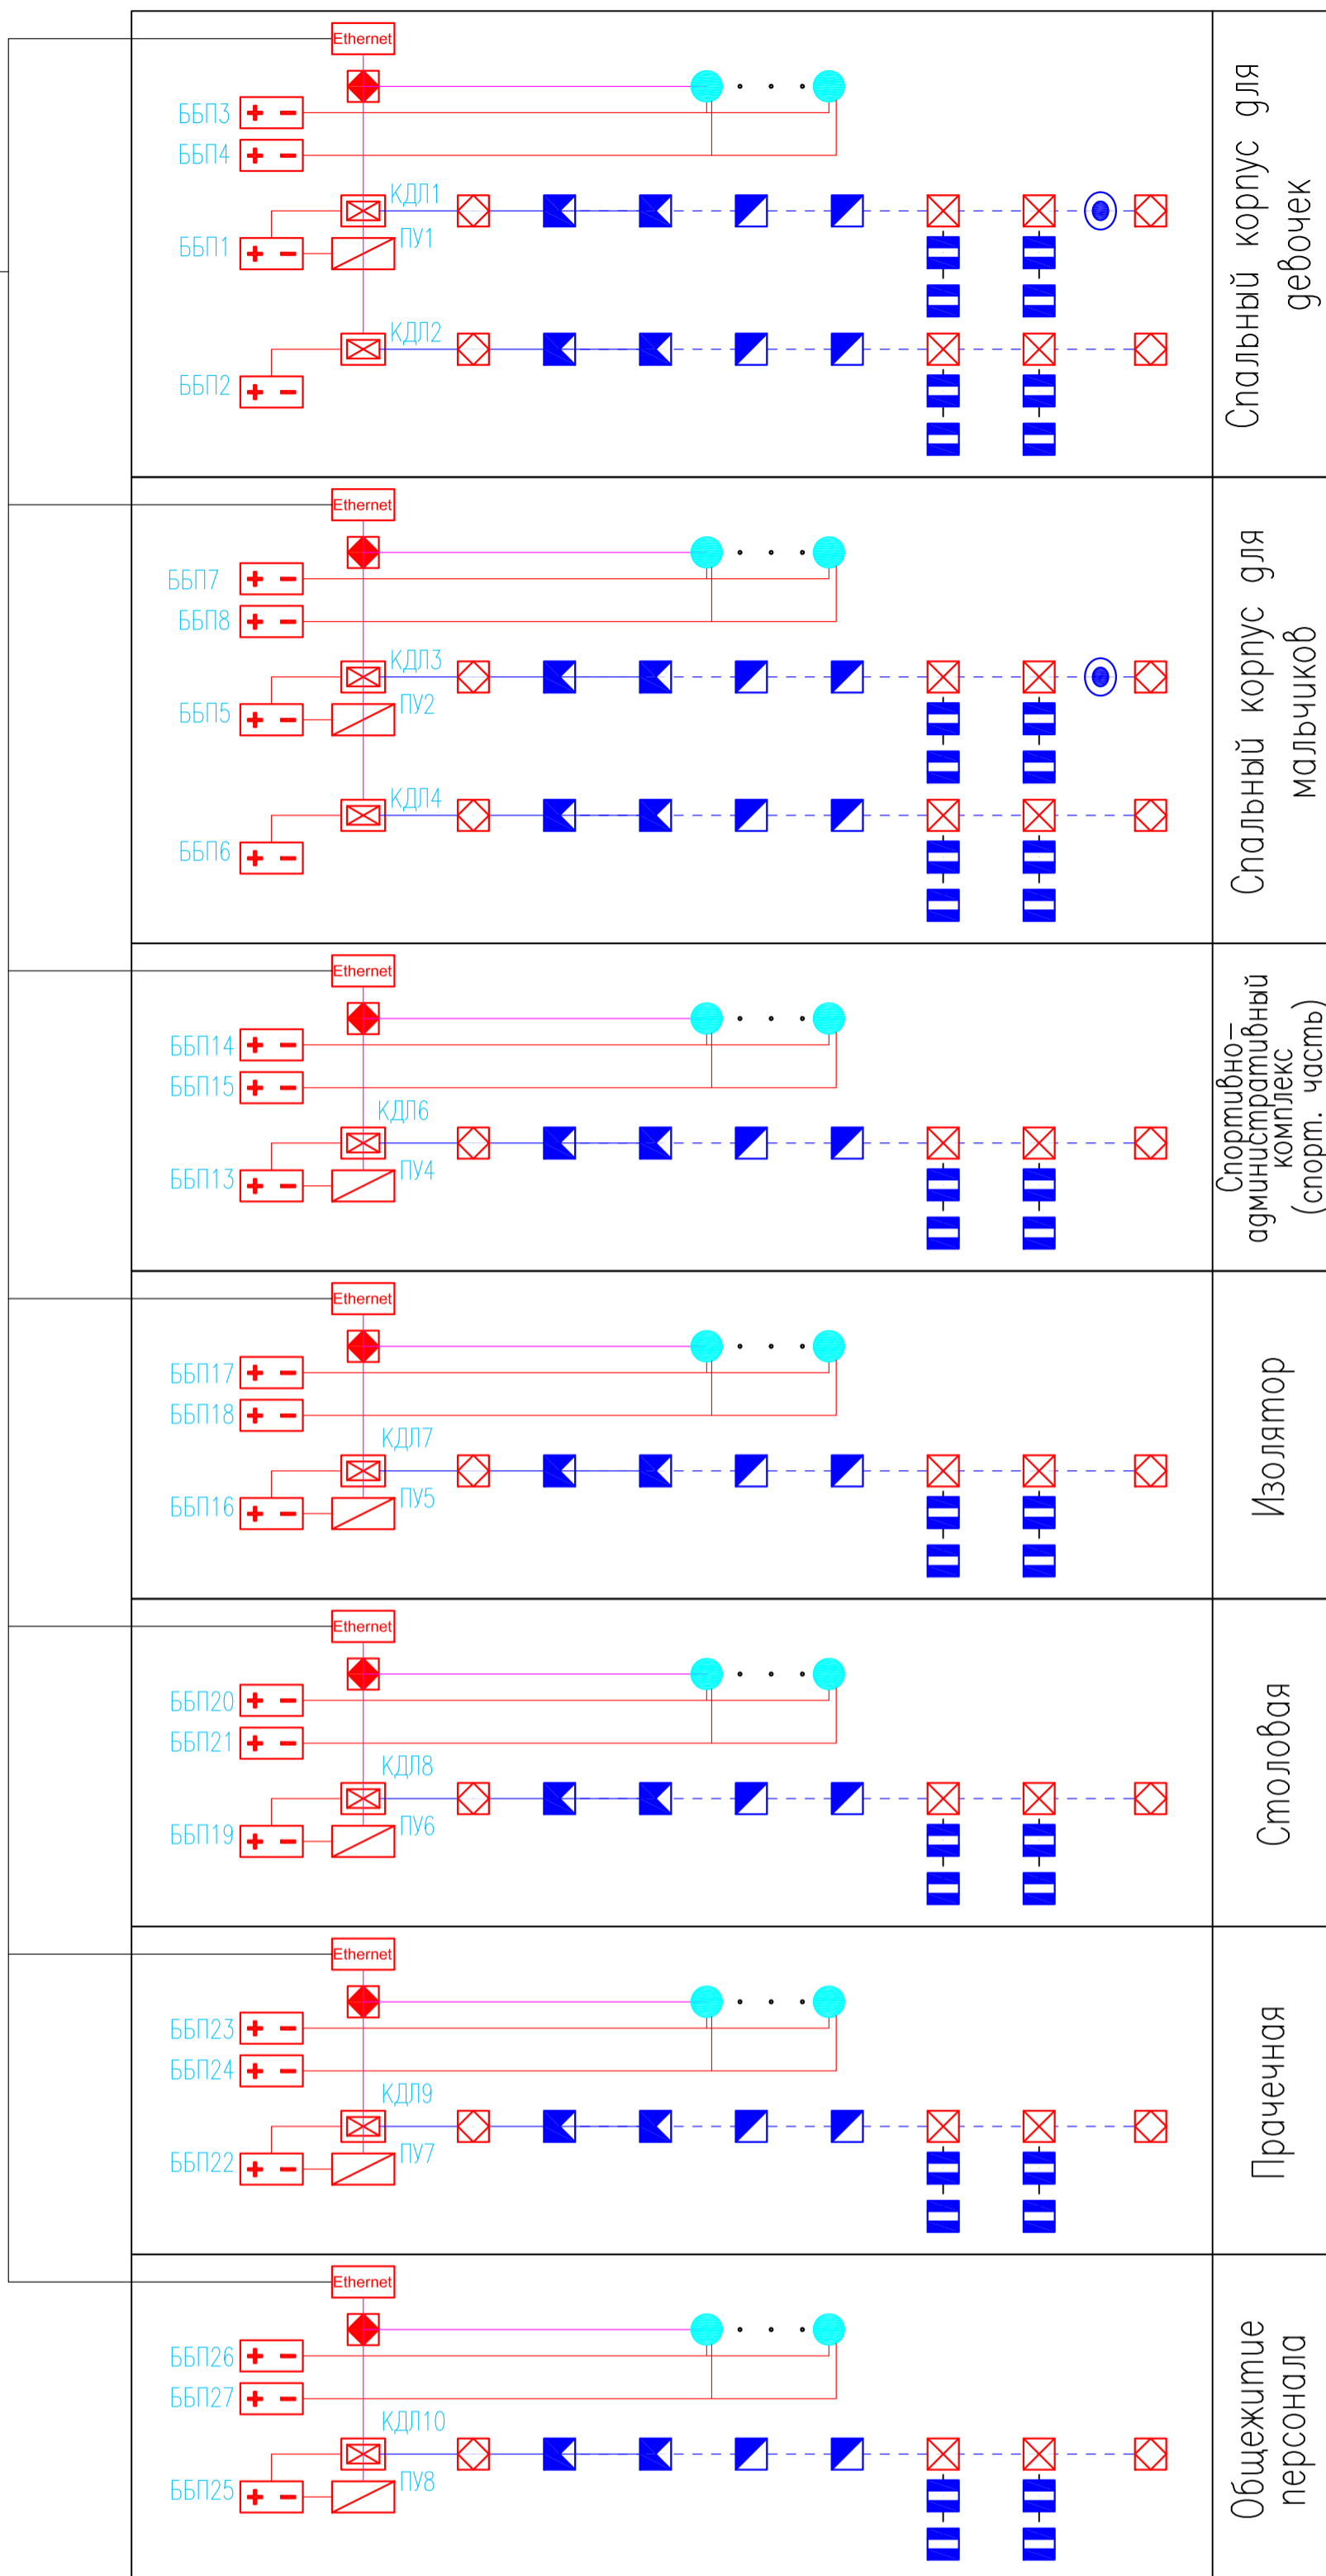 Ethernet
ББП3
ББП4
КДЛ1
ББП1
ПУ1
КДЛ2
ББП2
Спальный корпус для
девочек
Ethernet
ББП7
ББП8
КДЛ3
ББП5
ПУ2
КДЛ4
ББП6
Спальный корпус для
мальчиков
Ethernet
ББП14
ББП15
КДЛ6
ББП13
ПУ4
Спортивно-
административный
комплекс
(спорт. часть)
Ethernet
ББП17
ББП18
КДЛ7
ББП16
ПУ5
Изолятор
Ethernet
ББП20
ББП21
КДЛ8
ББП19
ПУ6
Столовая
Ethernet
ББП23
ББП24
КДЛ9
ББП22
ПУ7
Прачечная
Ethernet
ББП26
ББП27
КДЛ10
ББП25
ПУ8
Общежитие
персонала